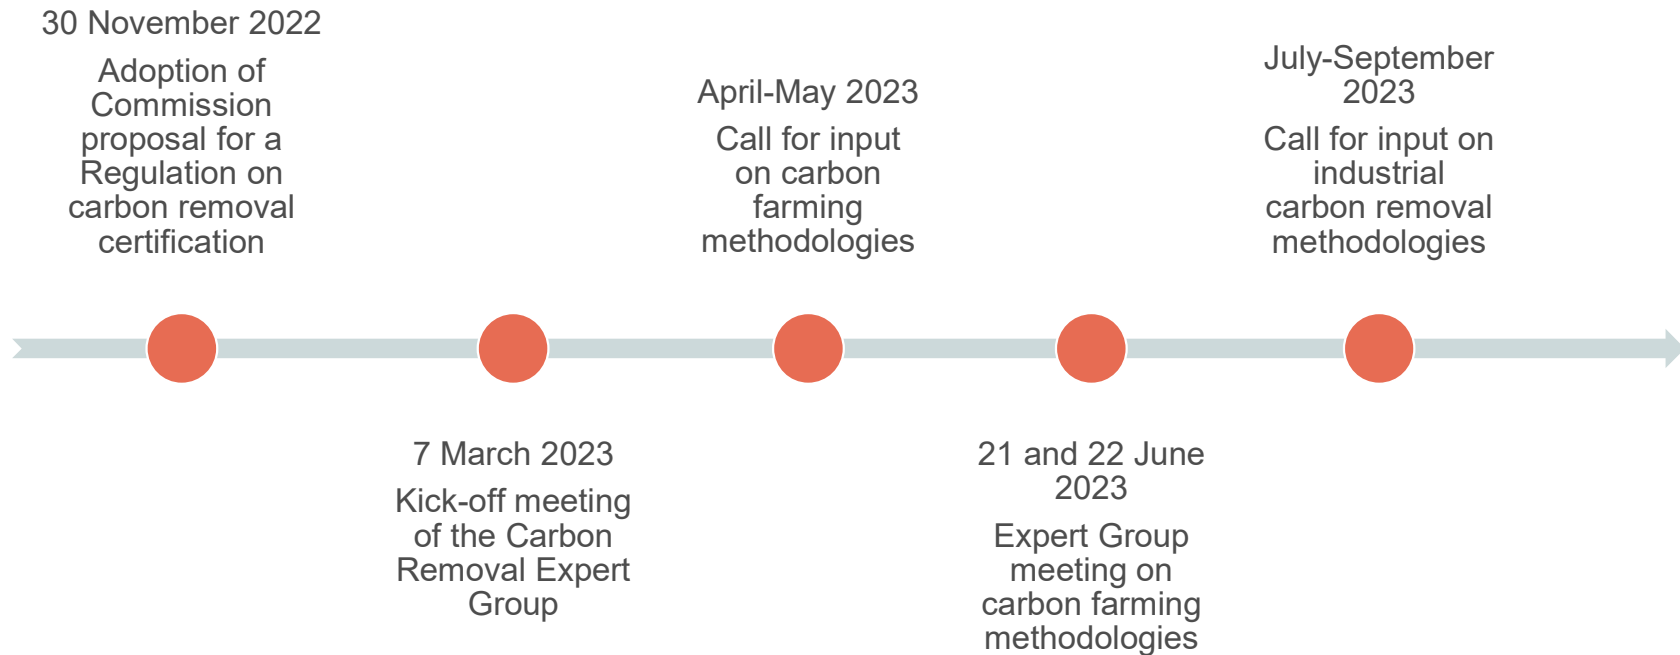 30 November 2022
Adoption of
Commission
proposal for a
Regulation on
carbon removal
certification
7 March 2023
Kick-off meeting
of the Carbon
Removal Expert
Group
April-May 2023
Call for input
on carbon
farming
methodologies
21 and 22 June
2023
Expert Group
meeting on
carbon farming
methodologies
July-September
2023
Call for input on
industrial
carbon removal
methodologies